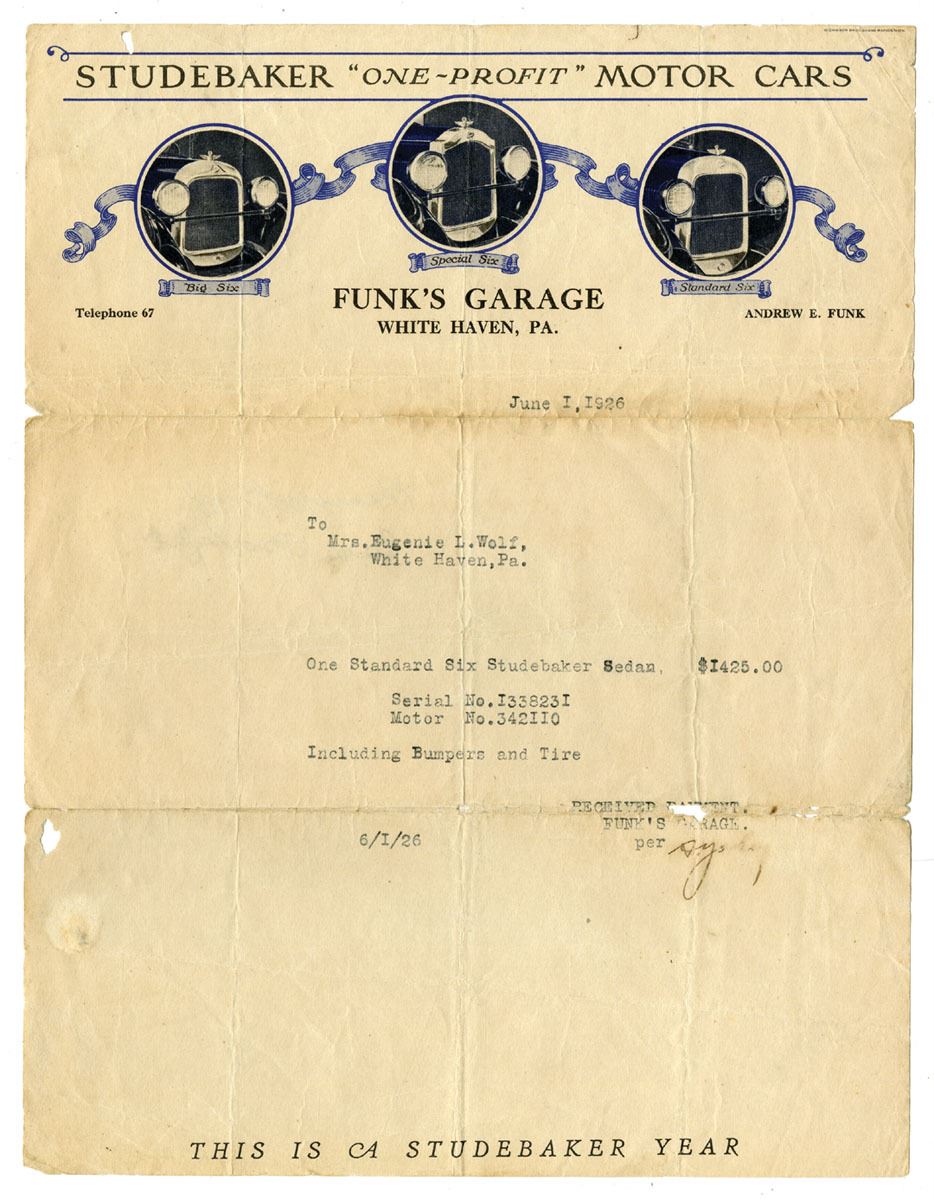 STUDEBAKER "ONE-PROFIT" MOTOR CARS
Big Six
Special Six
Standard Six
Telephone 67
FUNK'S GARAGE
WHITE HAVEN, PA.
ANDREW E. FUNK
June I,I926
To
Mrs.Eugenie L.Wolf,
White Haven,Pa.
One Standard Six Studebaker Sedan, $I425.00
Serial No.I33823I
Motor No.342II0
Including Bumpers and Tire
RECEIVED PAYMENT.
FUNK'S GARAGE.
6/I/26
per
THIS IS A STUDEBAKER YEAR